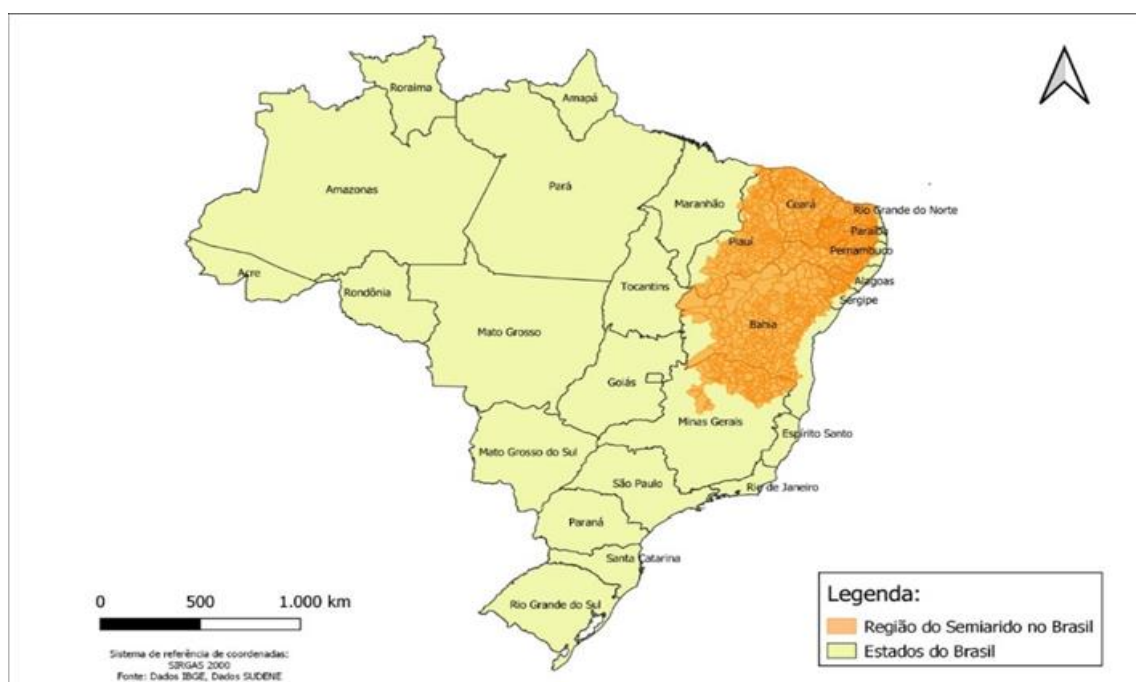 Roraima
Amapá
Amazonas
Pará
Maranhão
Ceará
Rio Grande do Norte
Paraíba
Piauí
Pernambuco
Acre
Rondônia
Tocantins
Alagoas
Sergipe
Mato Grosso
Bahia
Goiás
Minas Gerais
Espírito Santo
Mato Grosso do Sul
São Paulo
Rio de Janeiro
Paraná
Santa Catarina
Rio Grande do Sul
0 500 1.000 km
Sistema de referência de coordenadas:
SIRGAS 2000
Fonte: Dados IBGE, Dados SUDENE
Legenda:
Região do Semiarido no Brasil
Estados do Brasil